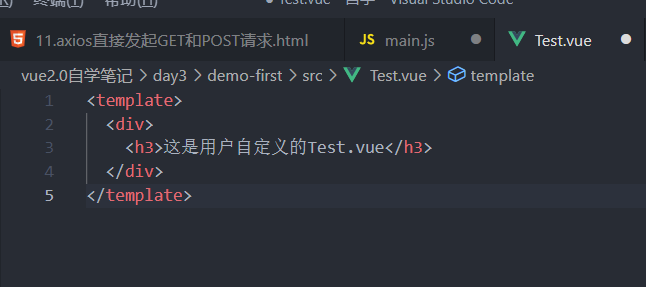 终端(T) 帮助(H) Test.vue - 自学 - Visual Studio Code
11.axios直接发起GET和POST请求.html JS main.js Test.vue
vue2.0自学笔记 > day3 > demo-first > src > Test.vue > template
1 <template>
2 <div>
3 <h3>这是用户自定义的Test.vue</h3>
4 </div>
5 </template>